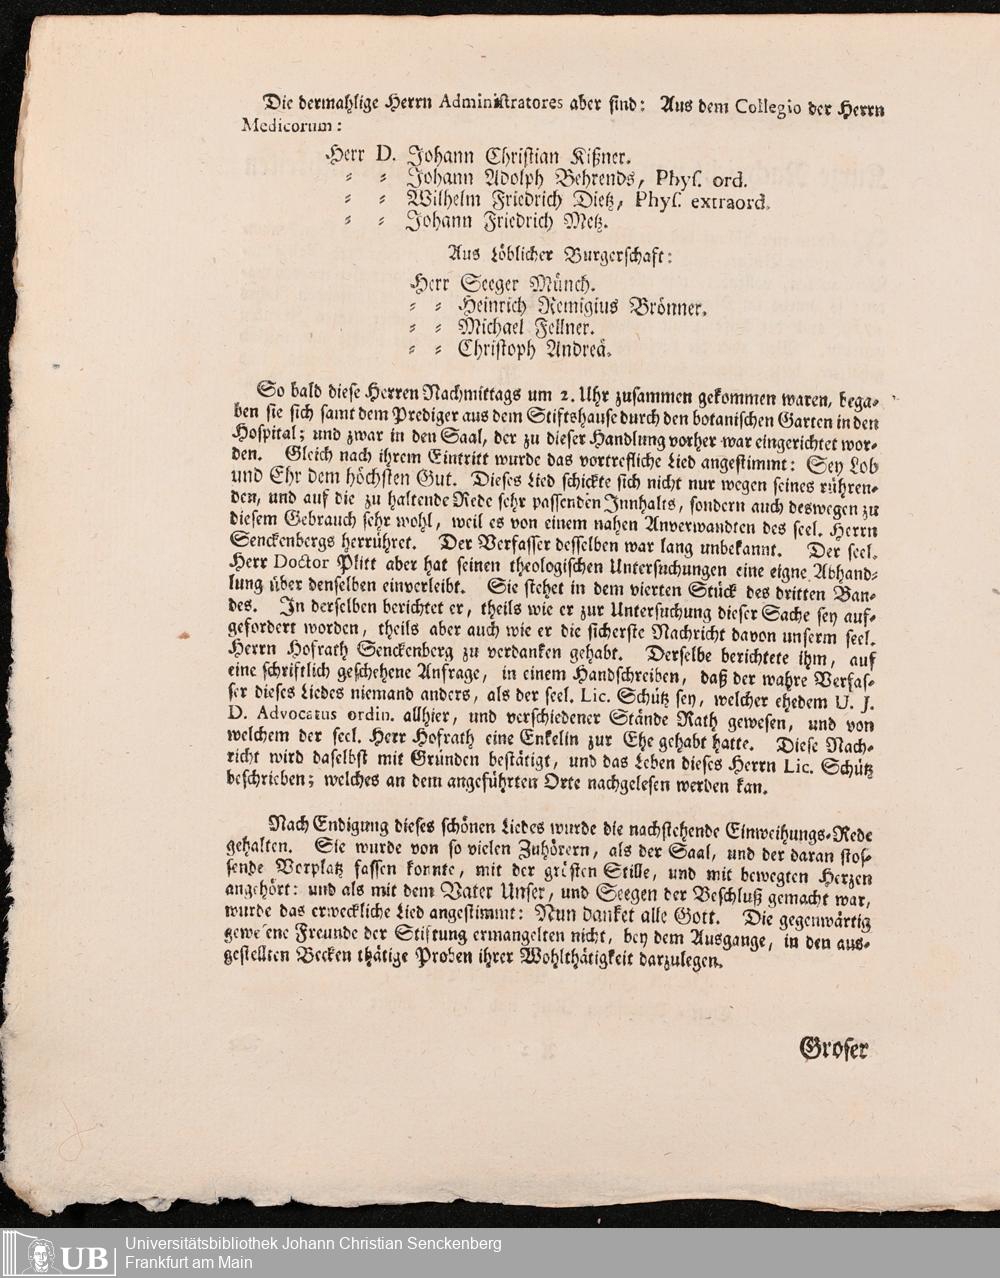 Die dermahlige Herrn Administratores aber sind: Aus dem Collegio der Herrn
Medicorum:
Herr D. Johann Christian Kißner.
⸗ ⸗ Johann Adolph Behrends, Phys. ord.
⸗ ⸗ Wilhelm Friedrich Dietz, Phys. extraord.
⸗ ⸗ Johann Friedrich Metz.
Aus Löblicher Burgerschaft:
Herr Seeger Münch.
⸗ ⸗ Heinrich Remigius Brönner.
⸗ ⸗ Michael Fellner.
⸗ ⸗ Christoph Andreä.
So bald diese Herren Nachmittags um 2. Uhr zusammen gekommen waren, bega⸗
ben sie sich samt dem Prediger aus dem Stiftshause durch den botanischen Garten in den
Hospital; und zwar in den Saal, der zu dieser Handlung vorher war eingerichtet wor⸗
den. Gleich nach ihrem Eintritt wurde das vortrefliche Lied angestimmt: Sey Lob
und Ehr dem höchsten Gut. Dieses Lied schickte sich nicht nur wegen seines rühren⸗
den, und auf die zu haltende Rede sehr passenden Innhalts, sondern auch deswegen zu
diesem Gebrauch sehr wohl, weil es von einem nahen Anverwandten des seel. Herrn
Senckenbergs herrühret. Der Verfasser desselben war lang unbekannt. Der seel.
Herr Doctor Plitt aber hat seinen theologischen Untersuchungen eine eigne Abhand⸗
lung über denselben einverleibt. Sie stehet in dem vierten Stück des dritten Ban⸗
des. In derselben berichtet er, theils wie er zur Untersuchung dieser Sache sey auf⸗
gefordert worden, theils aber auch wie er die sicherste Nachricht davon unserm seel.
Herrn Hofrath Senckenberg zu verdanken gehabt. Derselbe berichtete ihm, auf
eine schriftlich geschehene Anfrage, in einem Handschreiben, daß der wahre Verfas⸗
ser dieses Liedes niemand anders, als der seel. Lic. Schütz sey, welcher ehedem U. J.
D. Advocatus ordin. allhier, und verschiedener Stände Rath gewesen, und von
welchem der seel. Herr Hofrath eine Enkelin zur Ehe gehabt hatte. Diese Nach⸗
richt wird daselbst mit Gründen bestätigt, und das Leben dieses Herrn Lic. Schütz
beschrieben; welches an dem angeführten Orte nachgelesen werden kan.
Nach Endigung dieses schönen Liedes wurde die nachstehende Einweihungs⸗Rede
gehalten. Sie wurde von so vielen Zuhörern, als der Saal, und der daran stos⸗
sende Vorplatz fassen konnte, mit der grösten Stille, und mit bewegten Herzen
angehört: und als mit dem Vater Unser, und Seegen der Beschluß gemacht war,
wurde das erweckliche Lied angestimmt: Nun danket alle Gott. Die gegenwärtig
gewesene Freunde der Stiftung ermangelten nicht, bey dem Ausgange, in den aus⸗
gestellten Becken thätige Proben ihrer Wohlthätigkeit darzulegen.
Groser
UB Universitätsbibliothek Johann Christian Senckenberg
Frankfurt am Main